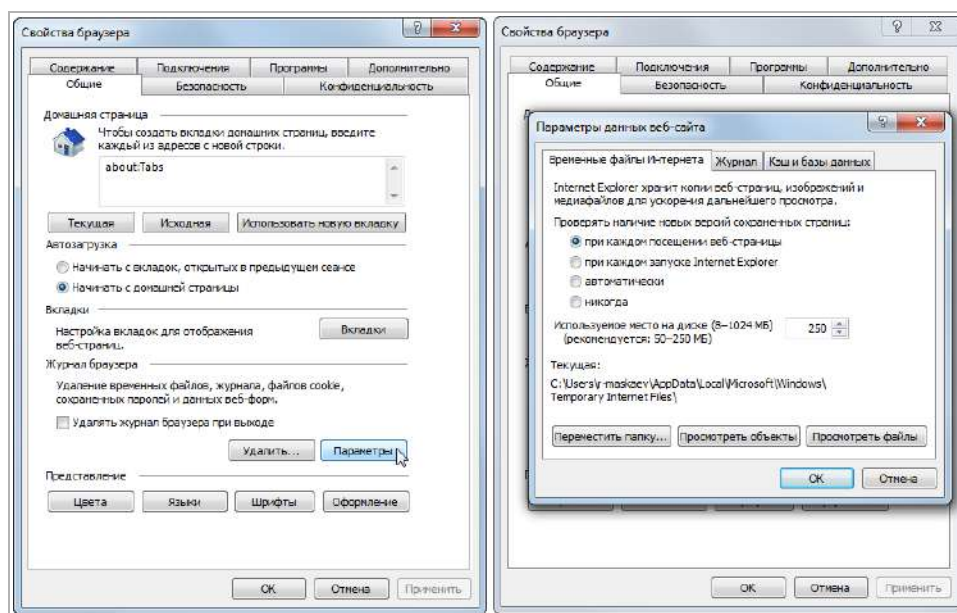 Свойства браузера
Содержание Подключения Программы Дополнительно
Общие Безопасность Конфиденциальность
Домашняя страница
Чтобы создать вкладки домашних страниц, введите
каждый из адресов с новой строки.
about:Tabs
Текущая Исходная Использовать новую вкладку
Автозагрузка
Начинать с вкладок, открытых в предыдущем сеансе
Начинать с домашней страницы
Вкладки
Настройка вкладок для отображения
веб-страниц.
Вкладки
Журнал браузера
Удаление временных файлов, журнала, файлов cookie,
сохраненных паролей и данных веб-форм.
Удалять журнал браузера при выходе
Удалить... Параметры
Представление
Цвета Языки Шрифты Оформление
ОК Отмена Применить
Свойства браузера
Содержание Подключения Программы Дополнительно
Общие Безопасность Конфиденциальность
Параметры данных веб-сайта
Временные файлы Интернета Журнал Кэш и базы данных
Internet Explorer хранит копии веб-страниц, изображений и
медиафайлов для ускорения дальнейшего просмотра.
Проверять наличие новых версий сохраненных страниц:
при каждом посещении веб-страницы
при каждом запуске Internet Explorer
автоматически
никогда
Используемое место на диске (8–1024 МБ)
(рекомендуется: 50–250 МБ)
250
Текущая:
C:\Users\r-maskaev\AppData\Local\Microsoft\Windows\
Temporary Internet Files\
Переместить папку... Просмотреть объекты Просмотреть файлы
ОК Отмена
ОК Отмена Применить